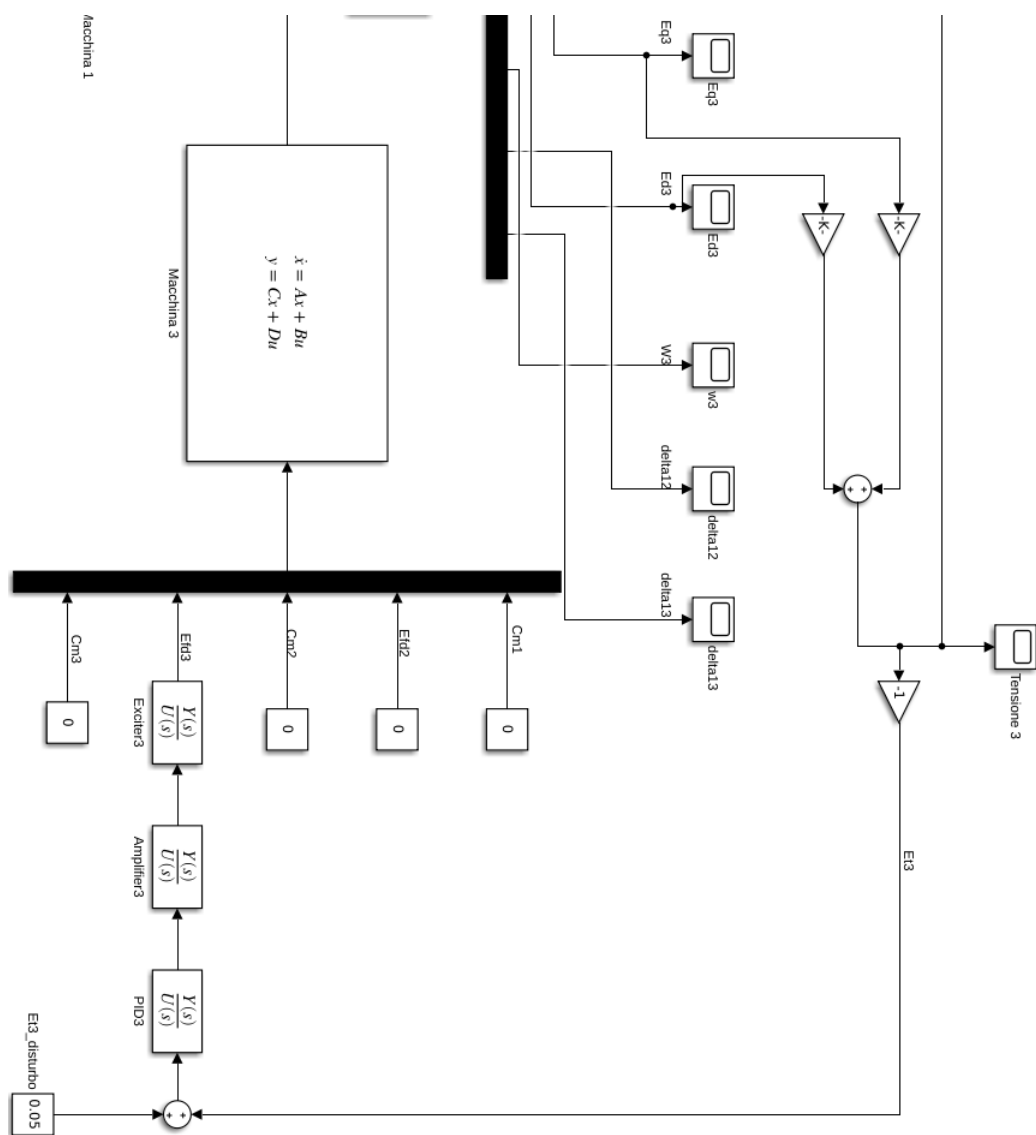 Tensione 3
Et3
-1
-K-
-K-
+
+
Eq3
Eq3
Ed3
Ed3
W3
w3
delta12
delta12
delta13
delta13
Cm1
0
Efd2
0
ẋ = Ax + Bu
y = Cx + Du
Macchina 3
Cm2
0
Efd3
Y(s)
U(s)
Exciter3
Y(s)
U(s)
Amplifier3
Y(s)
U(s)
PID3
+
+
Macchina 1
Cm3
0
Et3_disturbo
0.05